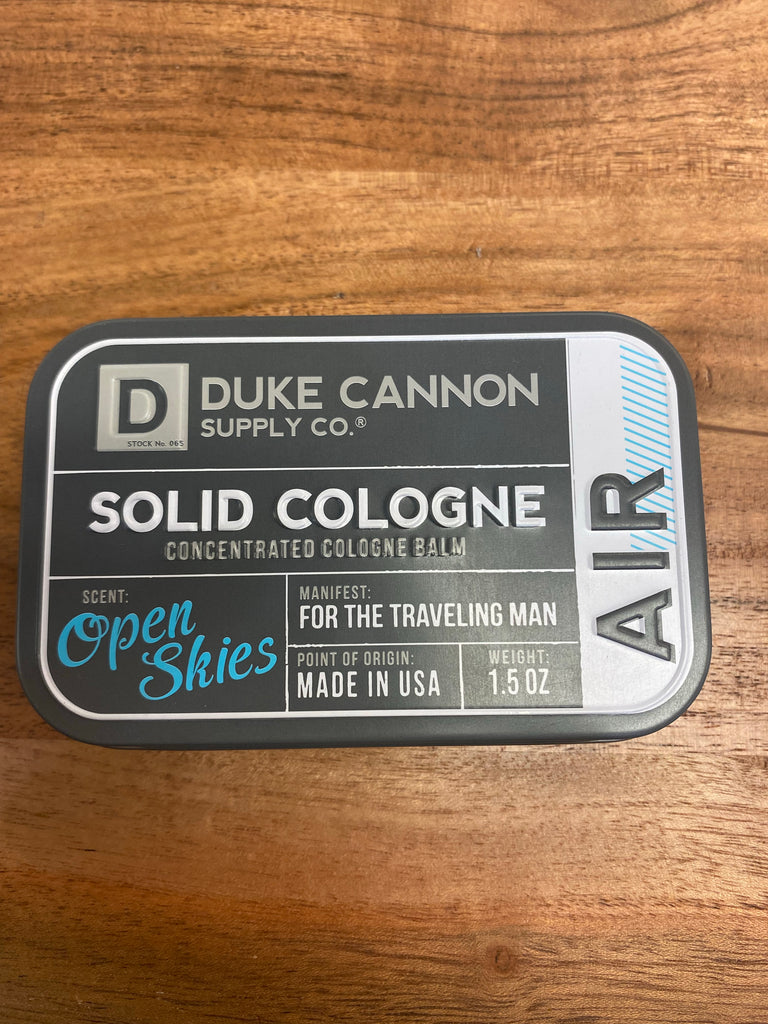 D
STOCK No. 065
DUKE CANNON
SUPPLY CO.®
SOLID COLOGNE
CONCENTRATED COLOGNE BALM
SCENT:
Open
Skies
MANIFEST:
FOR THE TRAVELING MAN
POINT OF ORIGIN:
MADE IN USA
WEIGHT:
1.5 OZ
AIR